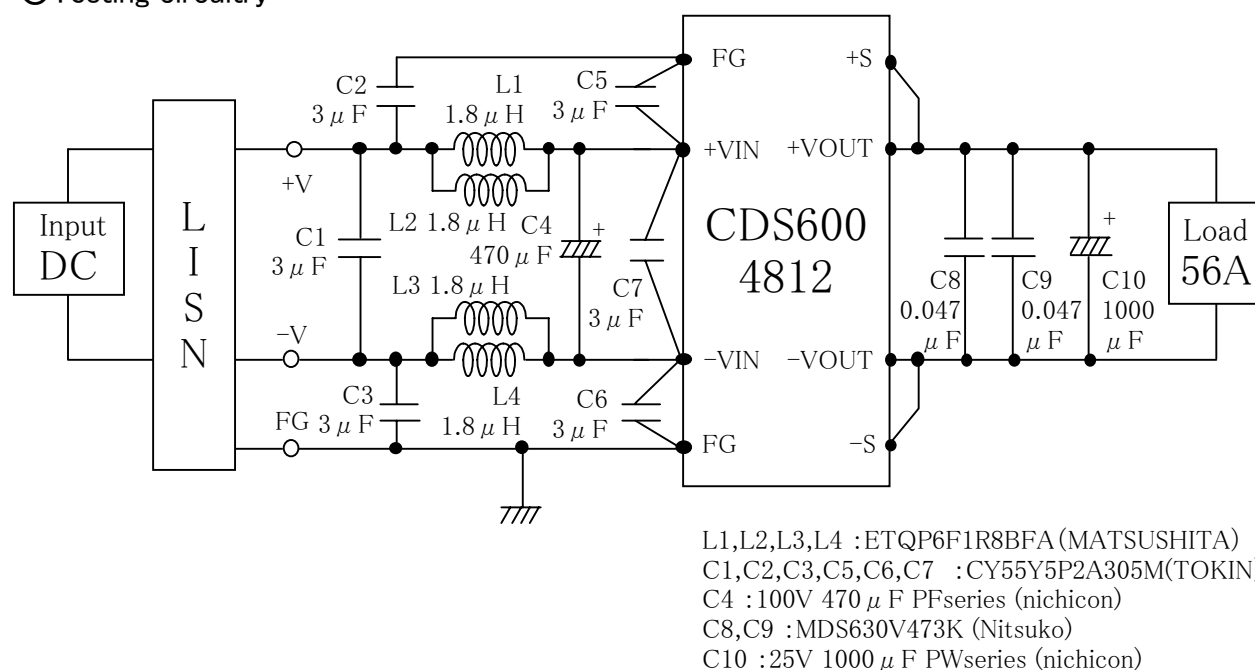 Testing circuitry
FG
+S
C2
3μF
L1
1.8μH
C5
3μF
+VIN
+VOUT
+V
Input
DC
L
I
S
N
C1
3μF
L2 1.8μH
C4
470μF
+
L3 1.8μH
C7
3μF
CDS600
4812
C8
0.047
μF
C9
0.047
μF
+
C10
1000
μF
Load
56A
-V
-VIN
-VOUT
C3
3μF
L4
1.8μH
C6
3μF
FG
FG
-S
L1,L2,L3,L4 :ETQP6F1R8BFA(MATSUSHITA)
C1,C2,C3,C5,C6,C7 :CY55Y5P2A305M(TOKIN)
C4 :100V 470μF PFseries (nichicon)
C8,C9 :MDS630V473K (Nitsuko)
C10 :25V 1000μF PWseries (nichicon)